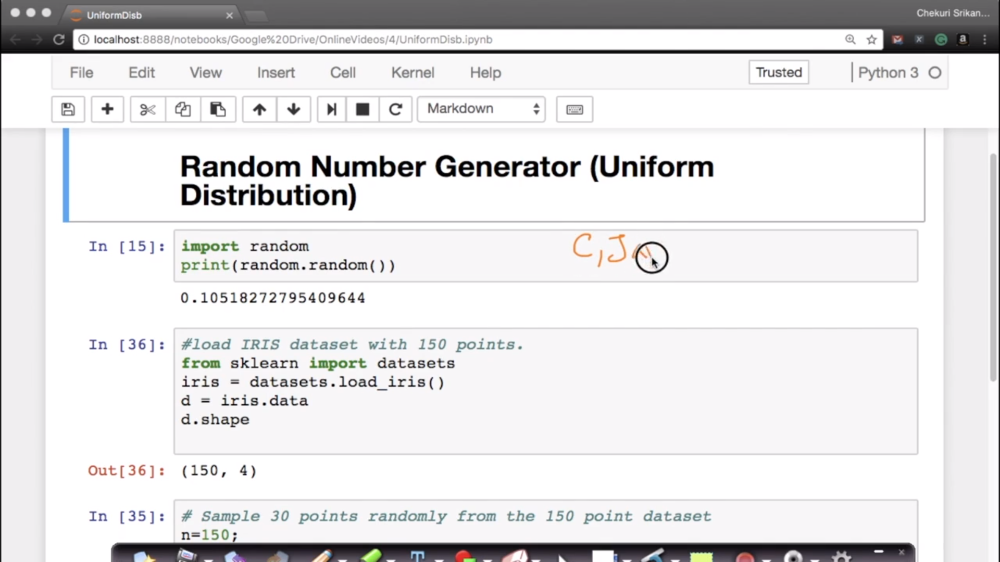 UniformDisb
Chekuri Srikan...
localhost:8888/notebooks/Google%20Drive/OnlineVideos/4/UniformDisb.ipynb
File Edit View Insert Cell Kernel Help Trusted Python 3
Markdown
Random Number Generator (Uniform
Distribution)
In [15]: import random
print(random.random())
C, Ja
0.10518272795409644
In [36]: #load IRIS dataset with 150 points.
from sklearn import datasets
iris = datasets.load_iris()
d = iris.data
d.shape
Out[36]: (150, 4)
In [35]: # Sample 30 points randomly from the 150 point dataset
n=150;